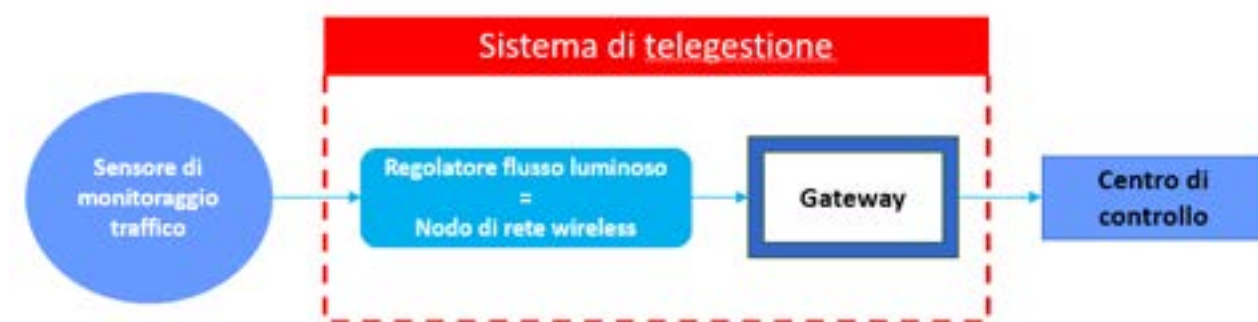 Sistema di telegestione
Sensore di
monitoraggio
traffico
Regolatore flusso luminoso
=
Nodo di rete wireless
Gateway
Centro di
controllo